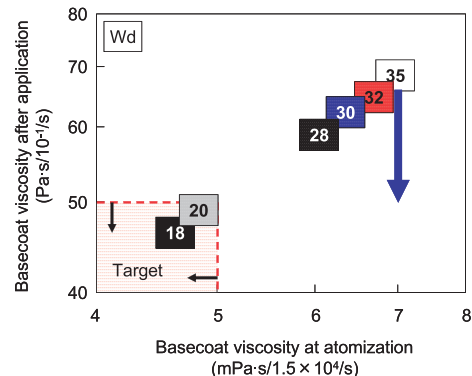 80
Wd
70
35
32
30
60
28
50
20
18
Target
40
4
5
6
7
8
Basecoat viscosity after application
(Pa·s/10⁻¹/s)
Basecoat viscosity at atomization
(mPa·s/1.5 × 10⁴/s)